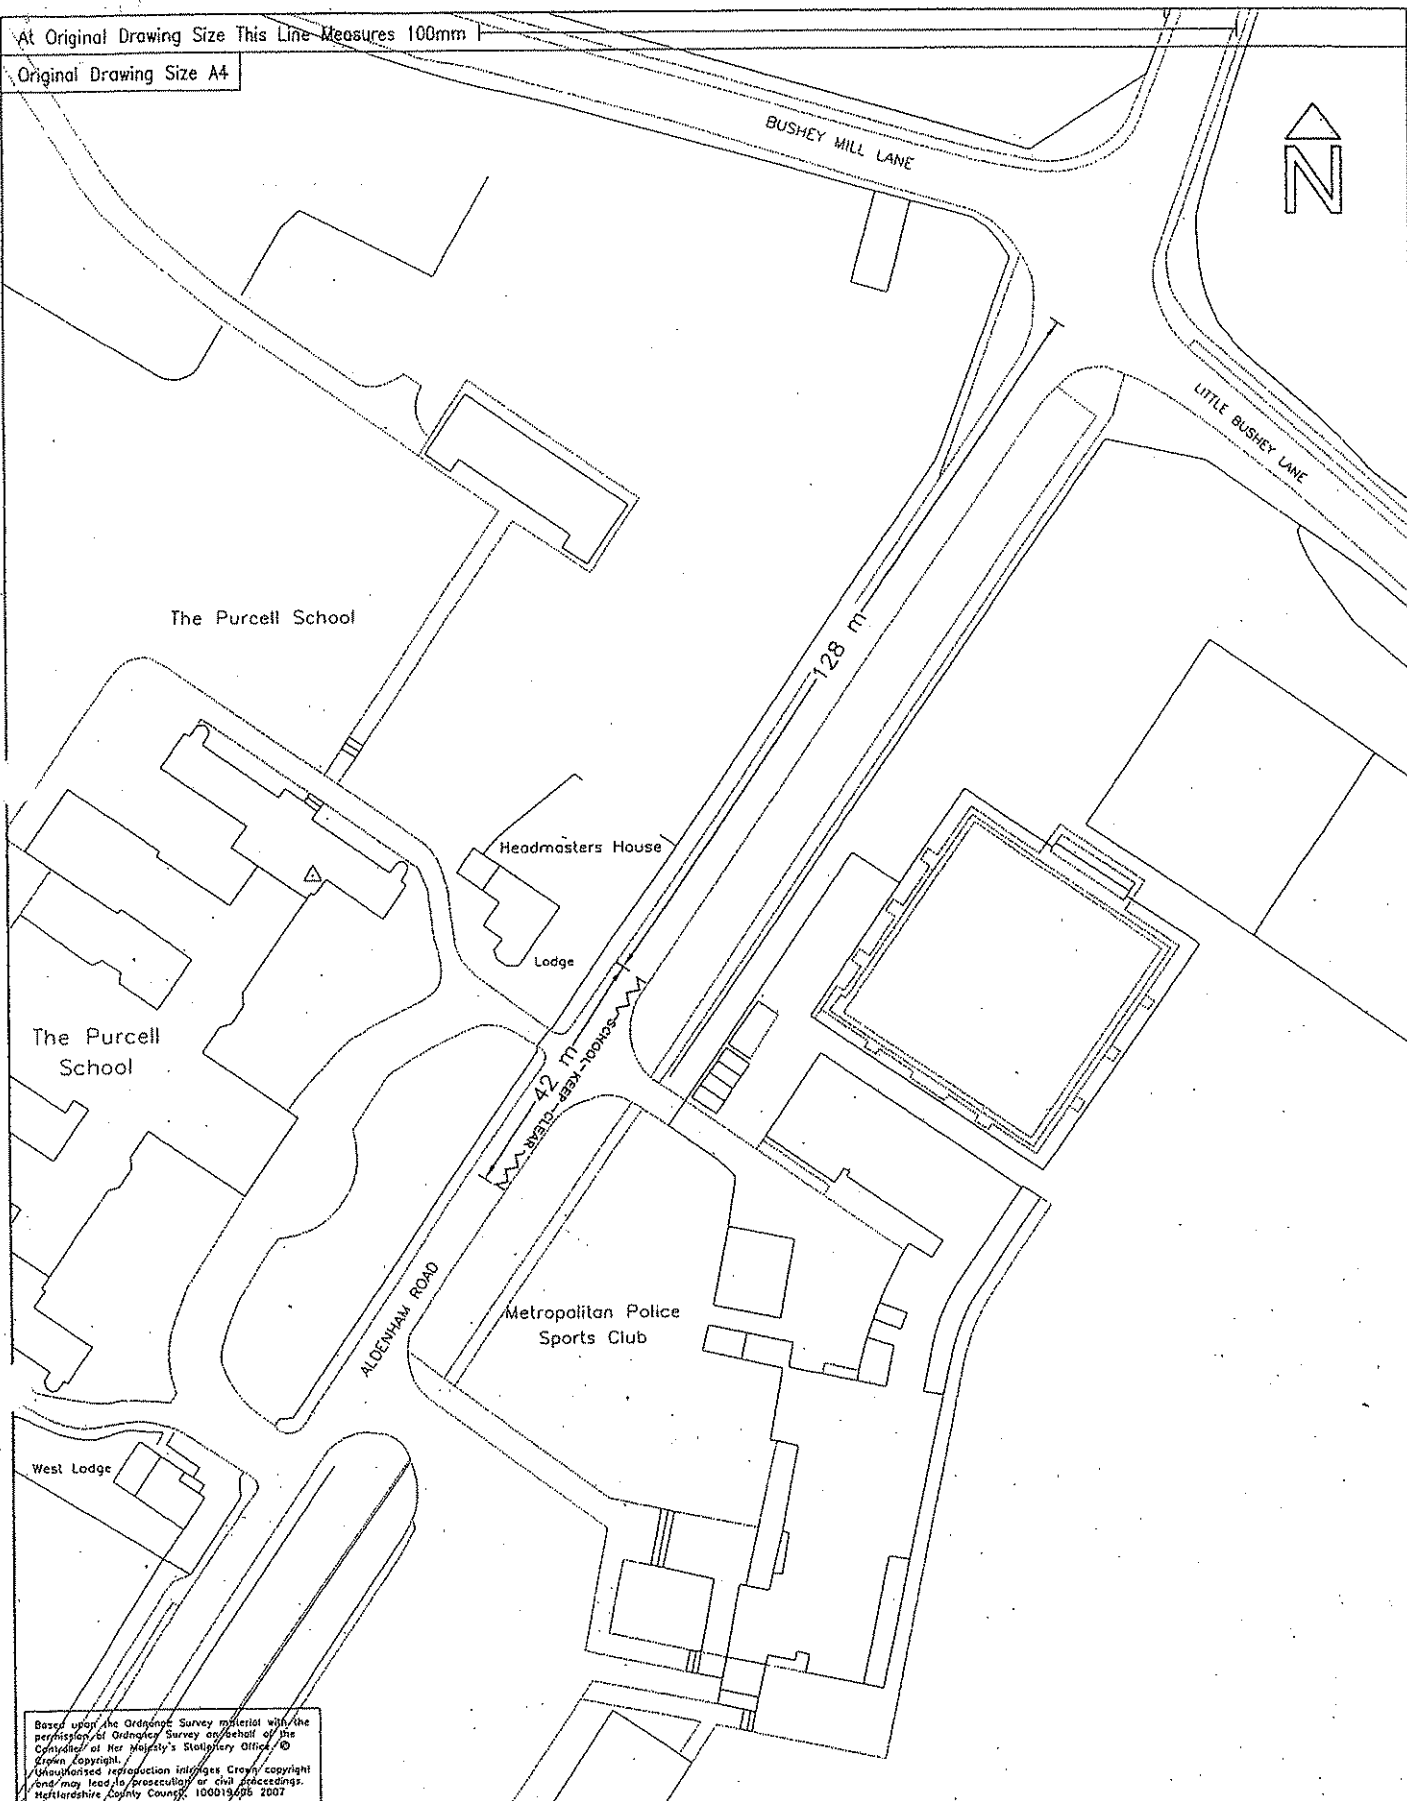 At Original Drawing Size This Line Measures 100mm
Original Drawing Size A4
BUSHEY MILL LANE
N
LITTLE BUSHEY LANE
The Purcell School
128 m
Headmasters House
Lodge
The Purcell
School
42 m
SCHOOL-KEEP-CLEAR
ALDENHAM ROAD
Metropolitan Police
Sports Club
West Lodge
Based upon the Ordnance Survey material with the
permission of Ordnance Survey on behalf of the
Controller of Her Majesty's Stationery Office. ©
Crown Copyright.
Unauthorised reproduction infringes Crown copyright
and may lead to prosecution or civil proceedings.
Hertfordshire County Council. 2007